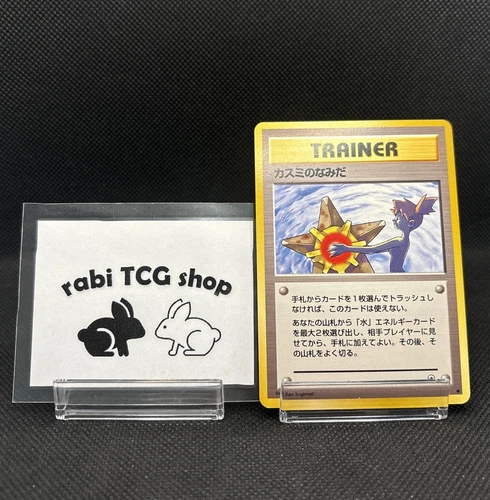 rabi TCG shop
TRAINER
カスミのなみだ
手札からカードを1枚選んでトラッシュし
なければ、このカードは使えない。
あなたの山札から「水」エネルギーカード
を最大2枚選び出し、相手プレイヤーに見
せてから、手札に加えてよい。その後、そ
の山札をよく切る。
Ken Sugimori